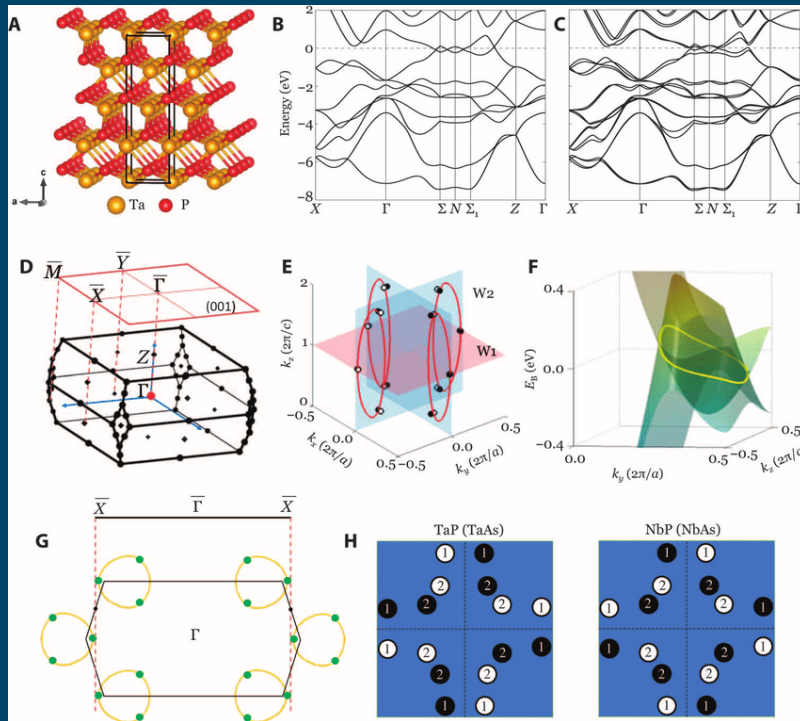 A
c
a
Ta
P
B
Energy (eV)
2
0
−2
−4
−6
−8
X
Γ
Σ
N
Σ₁
Z
Γ
C
X
Γ
Σ
N
Σ₁
Z
Γ
D
M̅
Y̅
X̅
Γ̅
(001)
Z
Γ
E
k_z (2π/c)
2
1
0
−0.5
0.0
0.5
k_x (2π/a)
−0.5
0.0
0.5
k_y (2π/a)
W2
W1
F
E_B (eV)
0.4
0.0
−0.4
0.0
0.5
k_y (2π/a)
−0.5
0.5
G
X̅
Γ̅
X̅
Γ
H
TaP (TaAs)
1 1
2 2
1 2 2 1
1 2 2 1
2 2
1 1
NbP (NbAs)
1 1
2 2
1 2 2 1
1 2 2 1
2 2
1 1